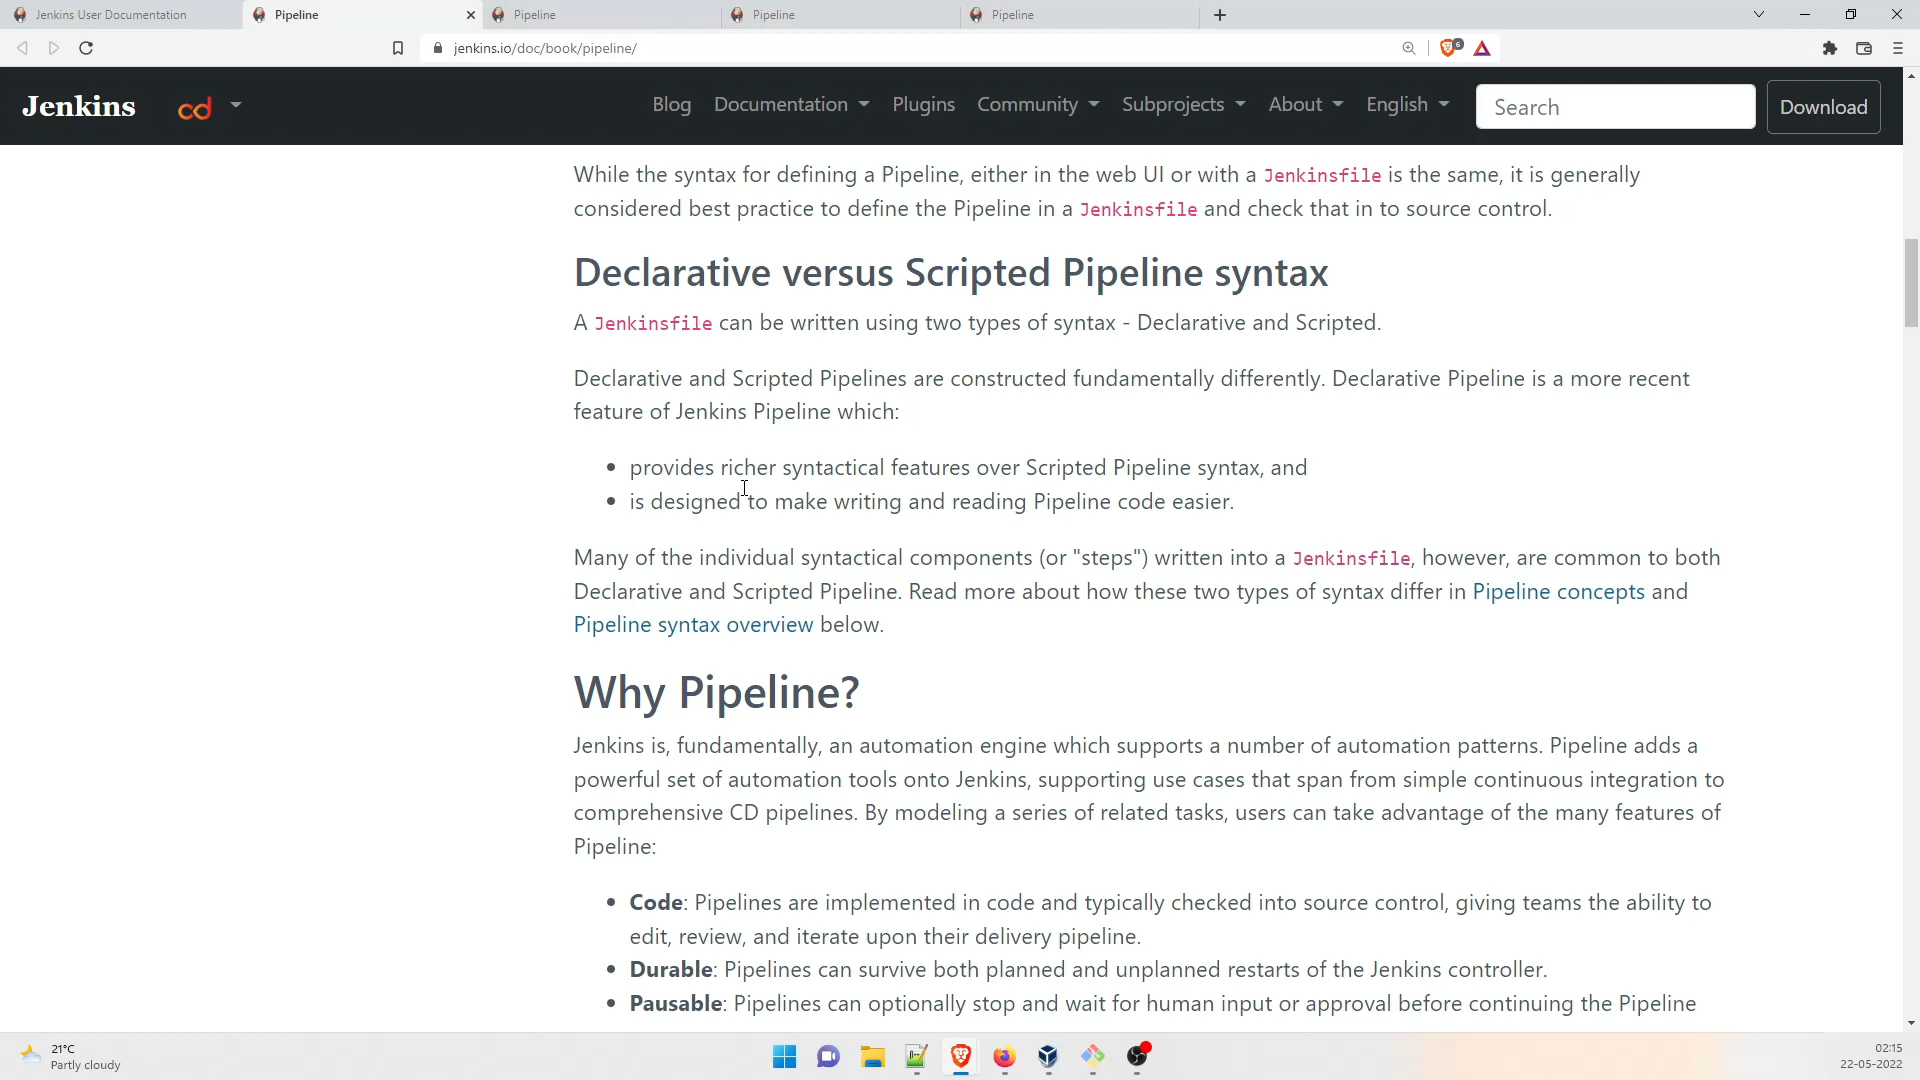 Jenkins User Documentation
Pipeline
Pipeline
Pipeline
Pipeline
jenkins.io/doc/book/pipeline/
6
Jenkins
cd
Blog
Documentation
Plugins
Community
Subprojects
About
English
Search
Download
While the syntax for defining a Pipeline, either in the web UI or with a Jenkinsfile is the same, it is generally
considered best practice to define the Pipeline in a Jenkinsfile and check that in to source control.
Declarative versus Scripted Pipeline syntax
A Jenkinsfile can be written using two types of syntax - Declarative and Scripted.
Declarative and Scripted Pipelines are constructed fundamentally differently. Declarative Pipeline is a more recent
feature of Jenkins Pipeline which:
• provides richer syntactical features over Scripted Pipeline syntax, and
• is designed to make writing and reading Pipeline code easier.
Many of the individual syntactical components (or "steps") written into a Jenkinsfile, however, are common to both
Declarative and Scripted Pipeline. Read more about how these two types of syntax differ in Pipeline concepts and
Pipeline syntax overview below.
Why Pipeline?
Jenkins is, fundamentally, an automation engine which supports a number of automation patterns. Pipeline adds a
powerful set of automation tools onto Jenkins, supporting use cases that span from simple continuous integration to
comprehensive CD pipelines. By modeling a series of related tasks, users can take advantage of the many features of
Pipeline:
• Code: Pipelines are implemented in code and typically checked into source control, giving teams the ability to
edit, review, and iterate upon their delivery pipeline.
• Durable: Pipelines can survive both planned and unplanned restarts of the Jenkins controller.
• Pausable: Pipelines can optionally stop and wait for human input or approval before continuing the Pipeline
21°C
Partly cloudy
02:15
22-05-2022